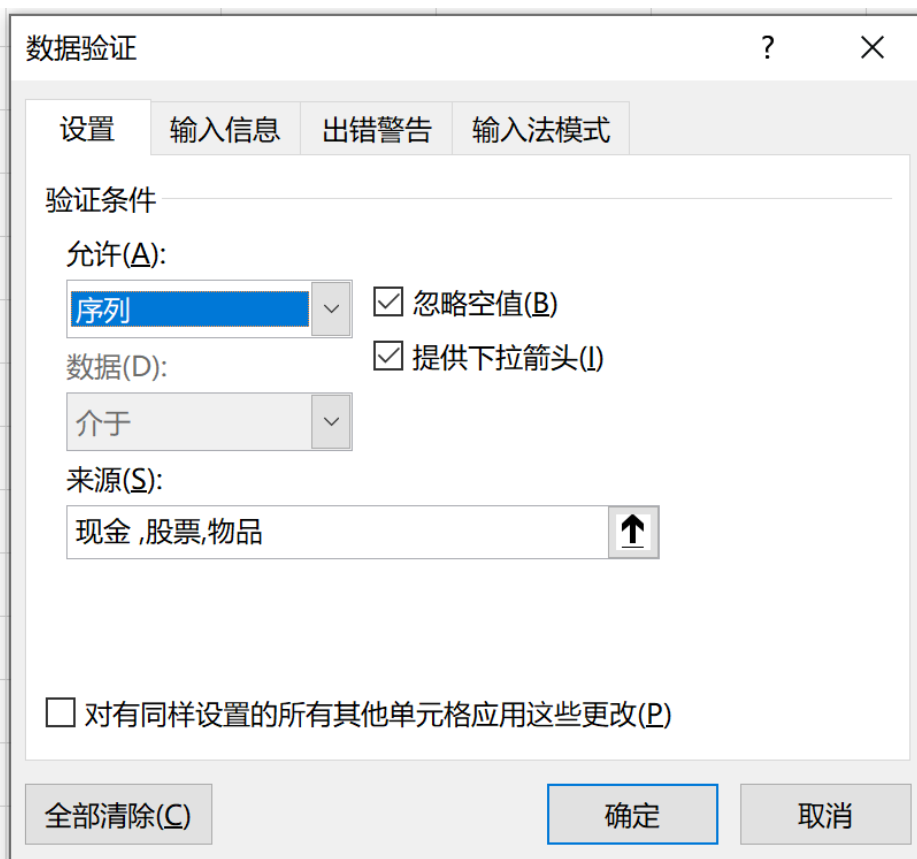 数据验证 ? ×
设置 输入信息 出错警告 输入法模式
验证条件
允许(A):
序列 忽略空值(B)
提供下拉箭头(I)
数据(D):
介于
来源(S):
现金 ,股票,物品
对有同样设置的所有其他单元格应用这些更改(P)
全部清除(C) 确定 取消